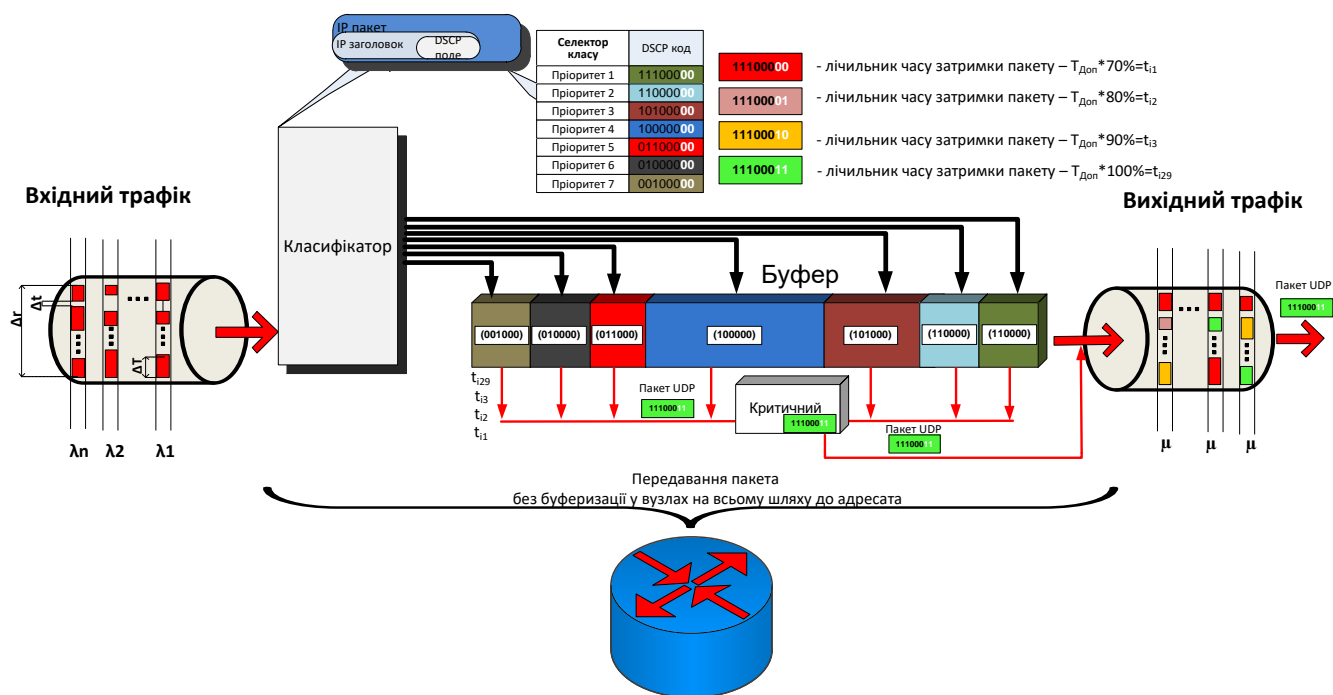 IP пакет
IP заголовок
DSCP
поле
Селектор
класу
DSCP код
Пріоритет 1
11100000
Пріоритет 2
11000000
Пріоритет 3
10100000
Пріоритет 4
10000000
Пріоритет 5
01100000
Пріоритет 6
01000000
Пріоритет 7
00100000
11100000 - лічильник часу затримки пакету – TДоп*70%=ti1
11100001 - лічильник часу затримки пакету – TДоп*80%=ti2
11100010 - лічильник часу затримки пакету – TДоп*90%=ti3
11100011 - лічильник часу затримки пакету – TДоп*100%=ti29
Вхідний трафік
Вихідний трафік
Класифікатор
Буфер
Δr
Δt
ΔT
λn
λ2
λ1
(001000)
(010000)
(011000)
(100000)
(101000)
(110000)
(110000)
ti29
ti3
ti2
ti1
Пакет UDP
11100011
Критичний
11100011
Пакет UDP
11100011
Пакет UDP
11100011
μ
μ
μ
Передавання пакета
без буферизації у вузлах на всьому шляху до адресата